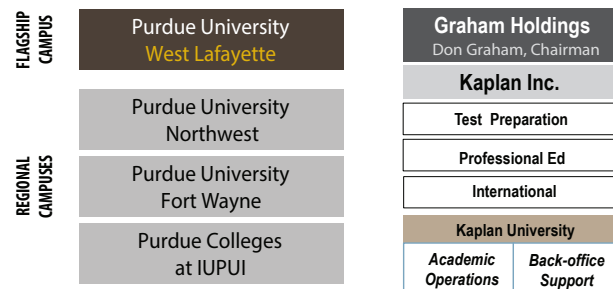 FLAGSHIP
CAMPUS
Purdue University
West Lafayette
REGIONAL
CAMPUSES
Purdue University
Northwest
Purdue University
Fort Wayne
Purdue Colleges
at IUPUI
Graham Holdings
Don Graham, Chairman
Kaplan Inc.
Test Preparation
Professional Ed
International
Kaplan University
Academic
Operations
Back-office
Support